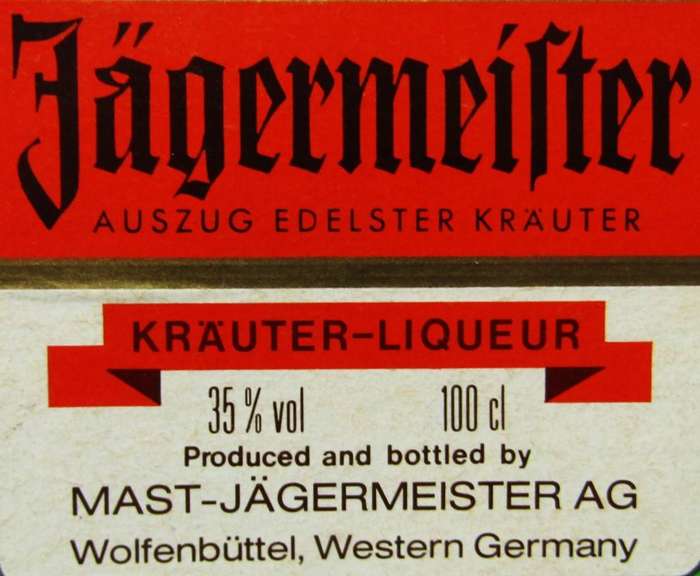 Jägermeiſter
AUSZUG EDELSTER KRÄUTER
KRÄUTER-LIQUEUR
35% vol 100 cl
Produced and bottled by
MAST-JÄGERMEISTER AG
Wolfenbüttel, Western Germany